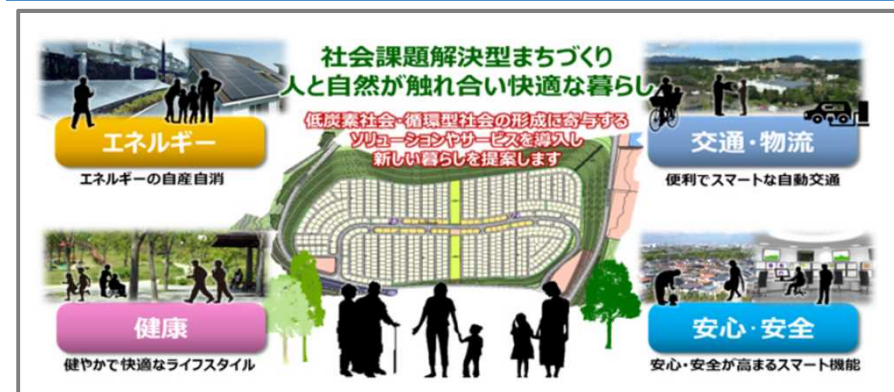 社会課題解決型まちづくり
人と自然が触れ合い快適な暮らし
低炭素社会・循環型社会の形成に寄与する
ソリューションやサービスを導入し
新しい暮らしを提案します
エネルギー
エネルギーの自産自消
交通・物流
便利でスマートな自動交通
健康
健やかで快適なライフスタイル
安心・安全
安心・安全が高まるスマート機能